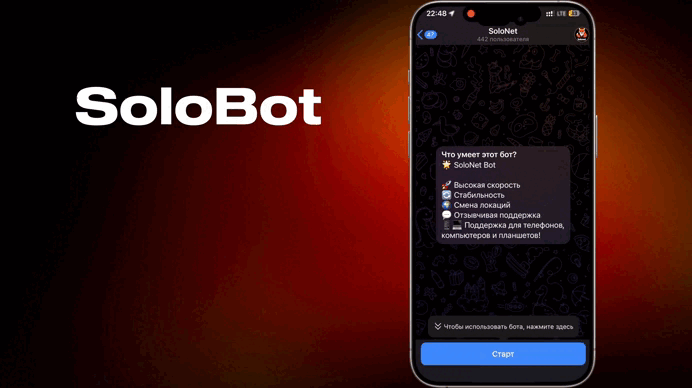 SoloBot
22:48
LTE
47
SoloNet
442 пользователя
Что умеет этот бот?
🌟 SoloNet Bot
🚀 Высокая скорость
🔄 Стабильность
🌍 Смена локаций
💬 Отзывчивая поддержка
📱💻 Поддержка для телефонов,
компьютеров и планшетов!
Чтобы использовать бота, нажмите здесь
Старт